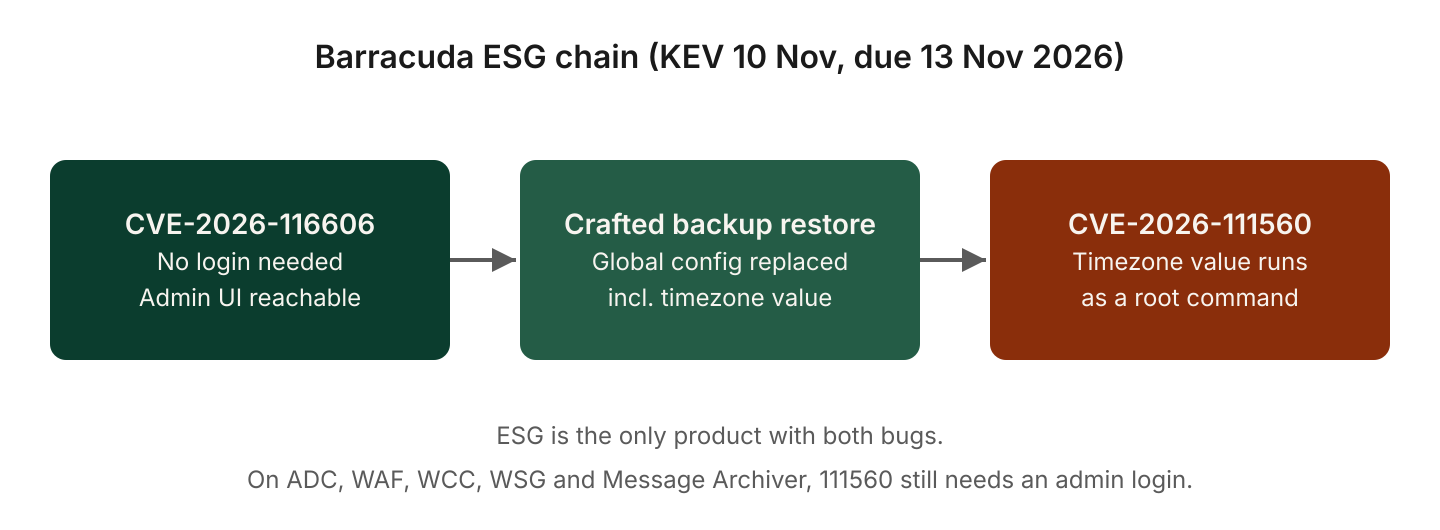 Barracuda ESG chain (KEV 10 Nov, due 13 Nov 2026)
CVE-2026-116606
No login needed
Admin UI reachable
Crafted backup restore
Global config replaced
incl. timezone value
CVE-2026-111560
Timezone value runs
as a root command
ESG is the only product with both bugs.
On ADC, WAF, WCC, WSG and Message Archiver, 111560 still needs an admin login.